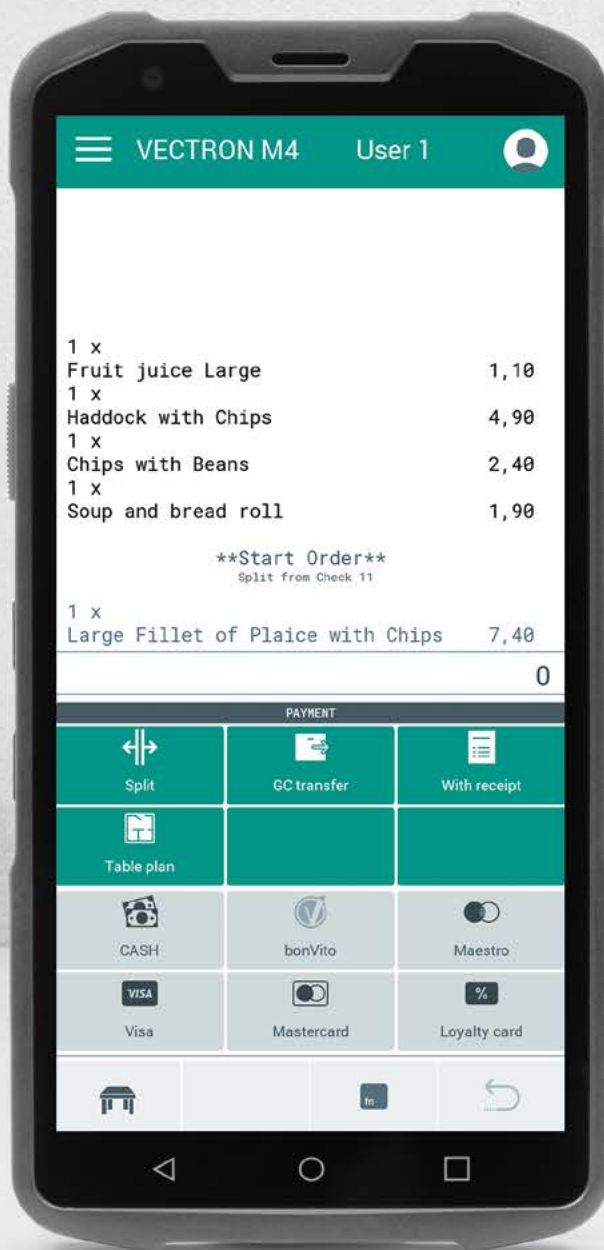 VECTRON M4 User 1
1 x
Fruit juice Large 1,10
1 x
Haddock with Chips 4,90
1 x
Chips with Beans 2,40
1 x
Soup and bread roll 1,90
**Start Order**
Split from Check 11
1 x
Large Fillet of Plaice with Chips 7,40
0
PAYMENT
Split GC transfer With receipt
Table plan
CASH bonVito Maestro
VISA %
Visa Mastercard Loyalty card
fn